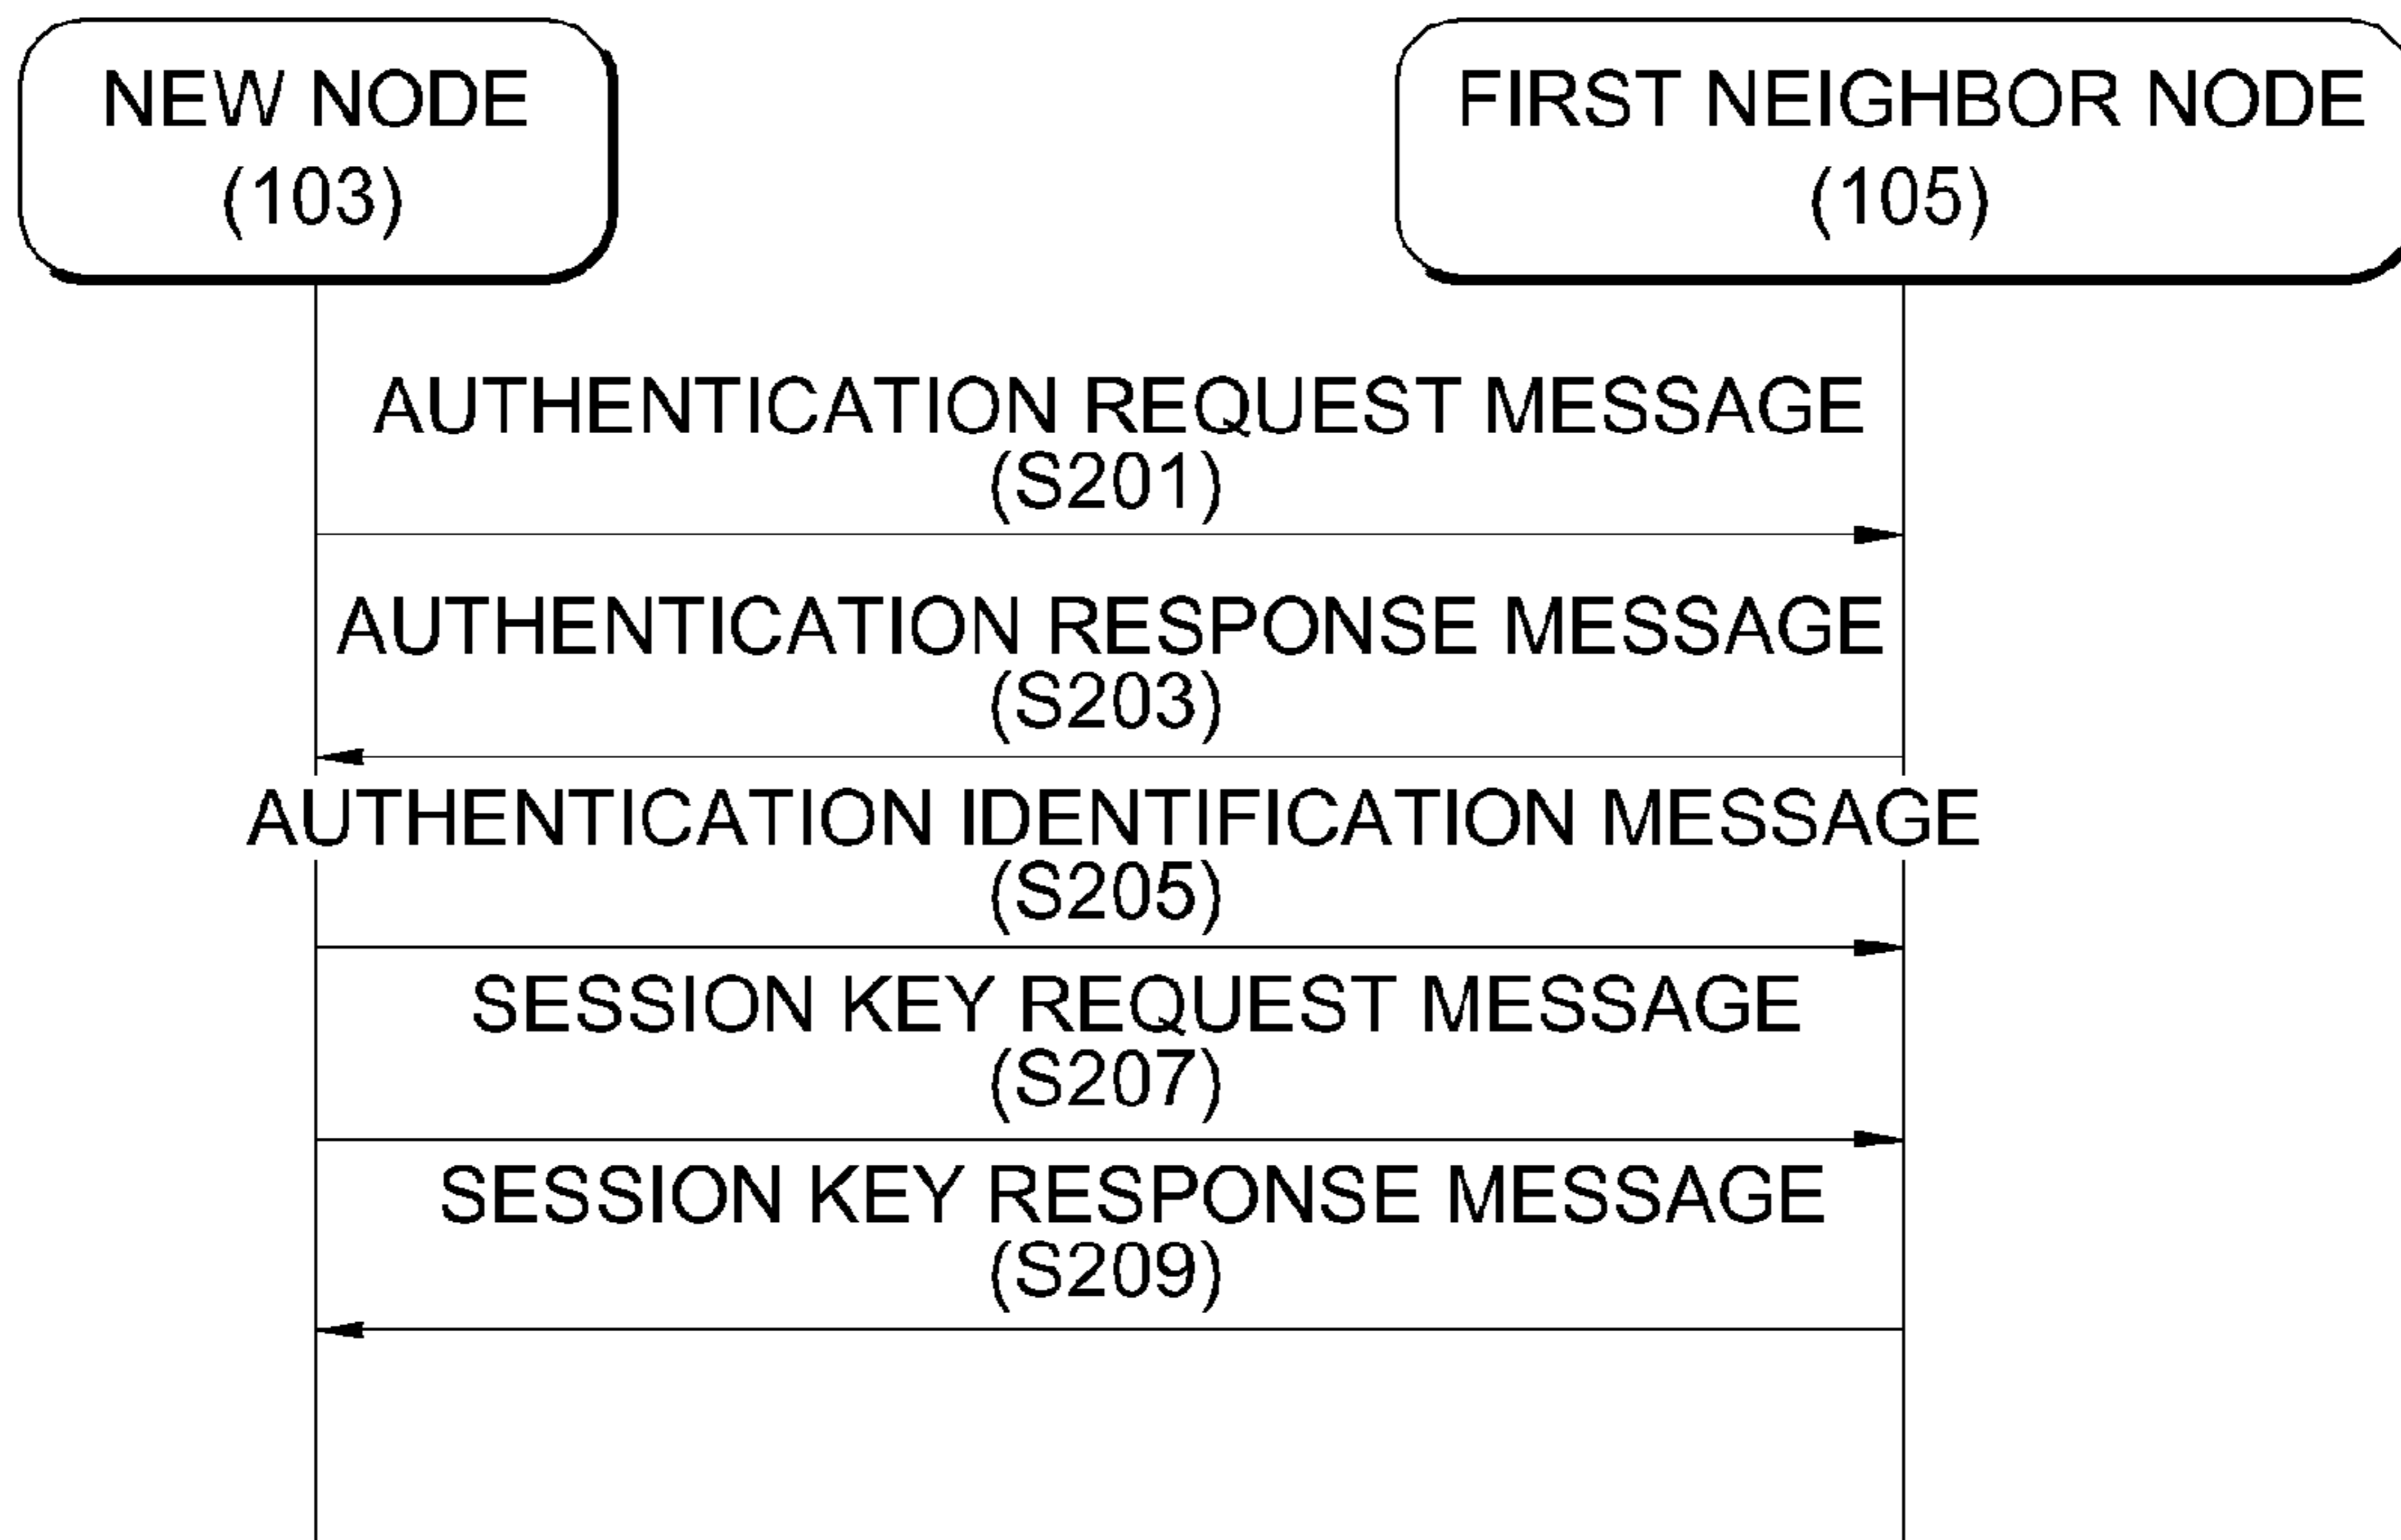 NEW NODE
(103)
FIRST NEIGHBOR NODE
(105)
AUTHENTICATION REQUEST MESSAGE
(S201)
AUTHENTICATION RESPONSE MESSAGE
(S203)
AUTHENTICATION IDENTIFICATION MESSAGE
(S205)
SESSION KEY REQUEST MESSAGE
(S207)
SESSION KEY RESPONSE MESSAGE
(S209)